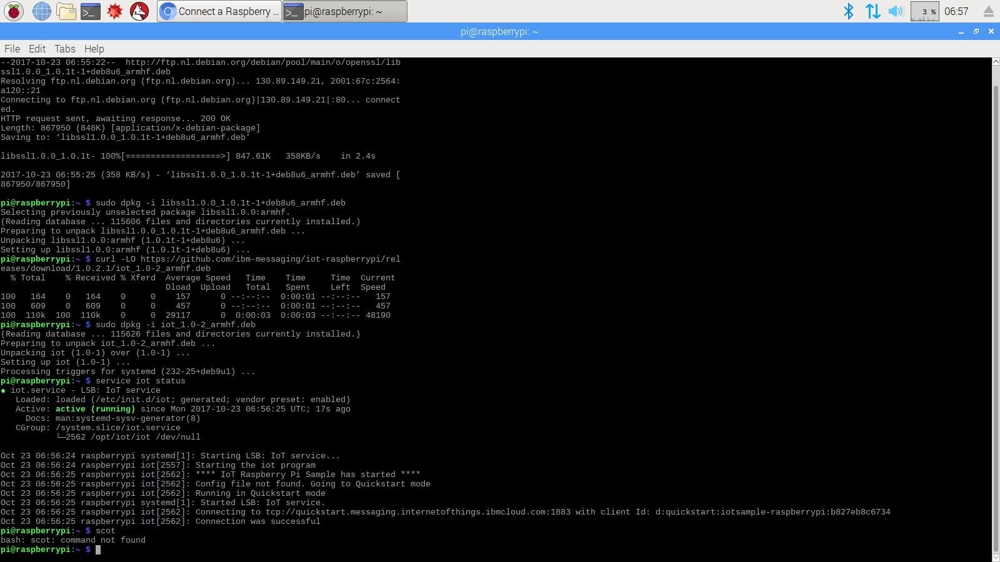 Connect a Raspberry ...
pi@raspberrypi: ~
3 %
06:57
pi@raspberrypi: ~
File Edit Tabs Help
--2017-10-23 06:55:22--  http://ftp.nl.debian.org/debian/pool/main/o/openssl/lib
ssl1.0.0_1.0.1t-1+deb8u6_armhf.deb
Resolving ftp.nl.debian.org (ftp.nl.debian.org)... 130.89.149.21, 2001:67c:2564:
a120::21
Connecting to ftp.nl.debian.org (ftp.nl.debian.org)|130.89.149.21|:80... connect
ed.
HTTP request sent, awaiting response... 200 OK
Length: 867950 (848K) [application/x-debian-package]
Saving to: ‘libssl1.0.0_1.0.1t-1+deb8u6_armhf.deb’
libssl1.0.0_1.0.1t- 100%[===================>] 847.61K   358KB/s    in 2.4s
2017-10-23 06:55:25 (358 KB/s) - ‘libssl1.0.0_1.0.1t-1+deb8u6_armhf.deb’ saved [
867950/867950]
pi@raspberrypi:~ $ sudo dpkg -i libssl1.0.0_1.0.1t-1+deb8u6_armhf.deb
Selecting previously unselected package libssl1.0.0:armhf.
(Reading database ... 115606 files and directories currently installed.)
Preparing to unpack libssl1.0.0_1.0.1t-1+deb8u6_armhf.deb ...
Unpacking libssl1.0.0:armhf (1.0.1t-1+deb8u6) ...
Setting up libssl1.0.0:armhf (1.0.1t-1+deb8u6) ...
pi@raspberrypi:~ $ curl -LO https://github.com/ibm-messaging/iot-raspberrypi/rel
eases/download/1.0.2.1/iot_1.0-2_armhf.deb
  % Total    % Received % Xferd  Average Speed   Time    Time     Time  Current
                                 Dload  Upload   Total   Spent    Left  Speed
100   164    0   164    0     0    157      0 --:--:--  0:00:01 --:--:--   157
100   609    0   609    0     0    457      0 --:--:--  0:00:01 --:--:--   457
100  110k  100  110k    0     0  29117      0  0:00:03  0:00:03 --:--:-- 48190
pi@raspberrypi:~ $ sudo dpkg -i iot_1.0-2_armhf.deb
(Reading database ... 115626 files and directories currently installed.)
Preparing to unpack iot_1.0-2_armhf.deb ...
Unpacking iot (1.0-1) over (1.0-1) ...
Setting up iot (1.0-1) ...
Processing triggers for systemd (232-25+deb9u1) ...
pi@raspberrypi:~ $ service iot status
● iot.service - LSB: IoT service
   Loaded: loaded (/etc/init.d/iot; generated; vendor preset: enabled)
   Active: active (running) since Mon 2017-10-23 06:56:25 UTC; 17s ago
     Docs: man:systemd-sysv-generator(8)
   CGroup: /system.slice/iot.service
           └─2562 /opt/iot/iot /dev/null
Oct 23 06:56:24 raspberrypi systemd[1]: Starting LSB: IoT service...
Oct 23 06:56:24 raspberrypi iot[2557]: Starting the iot program
Oct 23 06:56:25 raspberrypi iot[2562]: **** IoT Raspberry Pi Sample has started ****
Oct 23 06:56:25 raspberrypi iot[2562]: Config file not found. Going to Quickstart mode
Oct 23 06:56:25 raspberrypi iot[2562]: Running in Quickstart mode
Oct 23 06:56:25 raspberrypi systemd[1]: Started LSB: IoT service.
Oct 23 06:56:25 raspberrypi iot[2562]: Connecting to tcp://quickstart.messaging.internetofthings.ibmcloud.com:1883 with client Id: d:quickstart:iotsample-raspberrypi:b827eb8c6734
Oct 23 06:56:25 raspberrypi iot[2562]: Connection was successful
pi@raspberrypi:~ $ scot
bash: scot: command not found
pi@raspberrypi:~ $